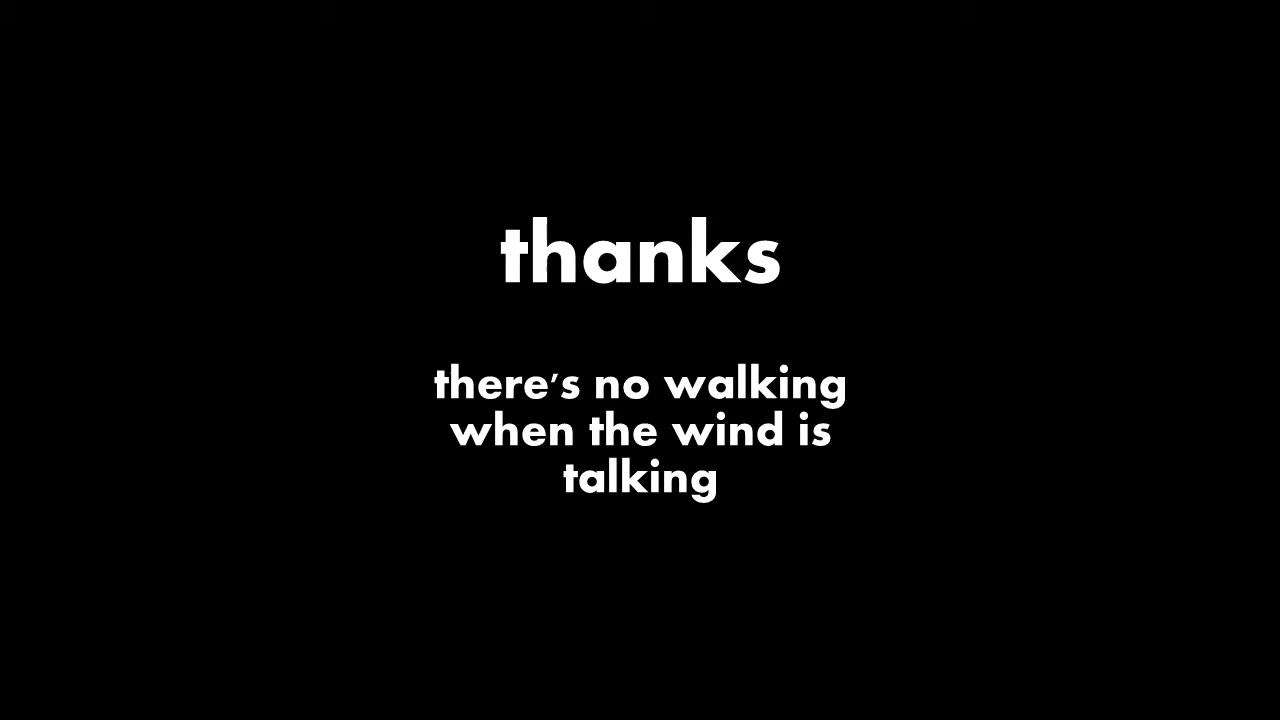 thanks
there's no walking
when the wind is
talking